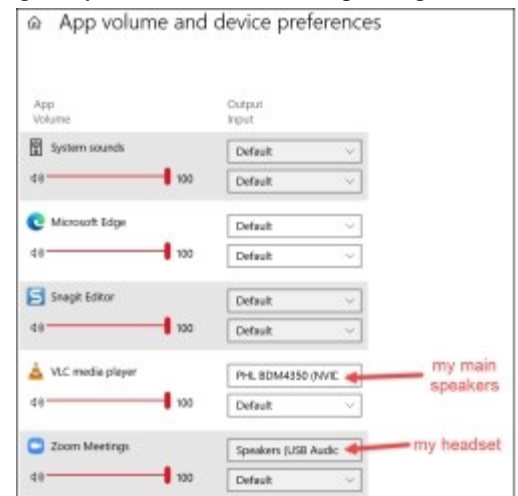 App volume and device preferences
App
Volume
Output
Input
System sounds
Default
100
Default
Microsoft Edge
Default
100
Default
Snagit Editor
Default
100
Default
VLC media player
PHL BDM4350 (NVIC
my main
speakers
100
Default
Zoom Meetings
Speakers (USB Audic
my headset
100
Default